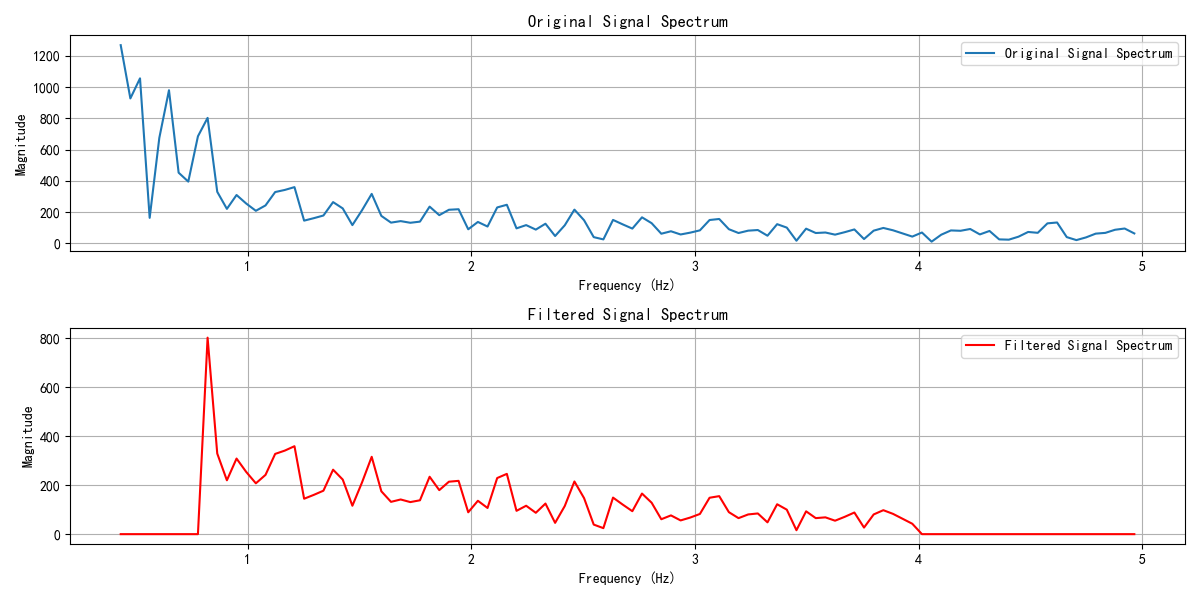 Original Signal Spectrum
1200
1000
800
600
400
200
0
Magnitude
Original Signal Spectrum
1 2 3 4 5
Frequency (Hz)
Filtered Signal Spectrum
800
600
400
200
0
Magnitude
Filtered Signal Spectrum
1 2 3 4 5
Frequency (Hz)